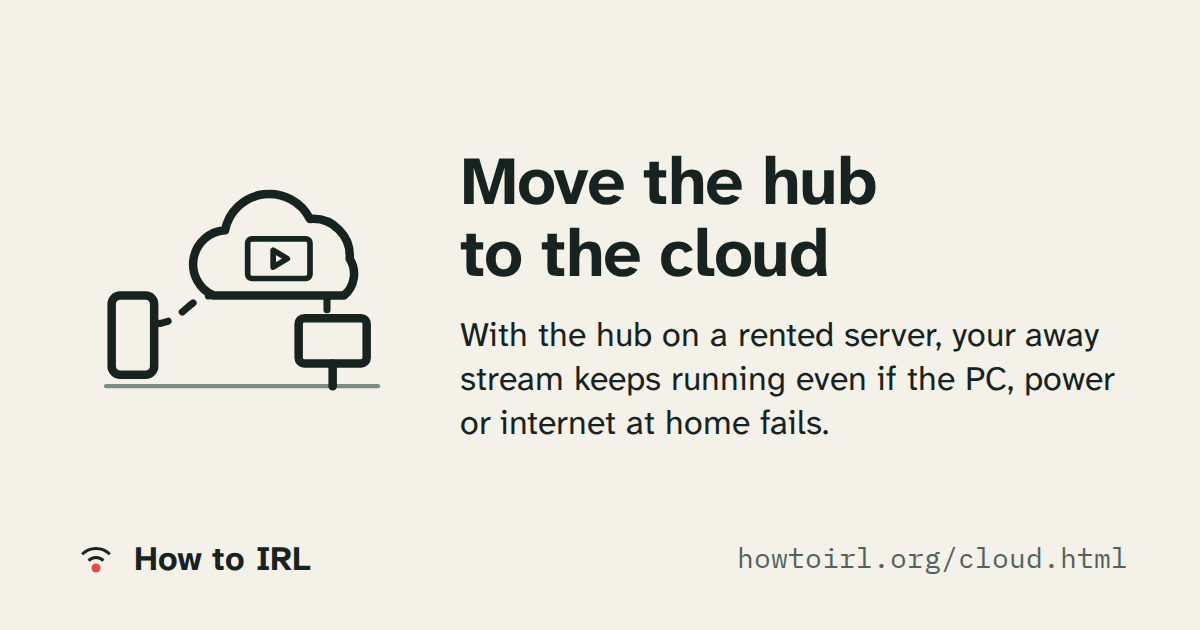 Move the hub
to the cloud
With the hub on a rented server, your away
stream keeps running even if the PC, power
or internet at home fails.
How to IRL
howtoirl.org/cloud.html